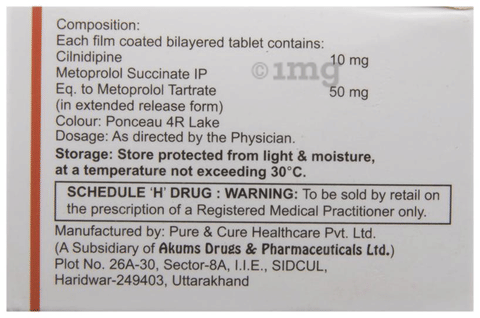 Composition:
Each film coated bilayered tablet contains:
Cilnidipine 10 mg
Metoprolol Succinate IP
Eq. to Metoprolol Tartrate 50 mg
(in extended release form)
Colour: Ponceau 4R Lake
Dosage: As directed by the Physician.
Storage: Store protected from light & moisture,
at a temperature not exceeding 30°C.
SCHEDULE 'H' DRUG : WARNING: To be sold by retail on
the prescription of a Registered Medical Practitioner only.
Manufactured by: Pure & Cure Healthcare Pvt. Ltd.
(A Subsidiary of Akums Drugs & Pharmaceuticals Ltd.)
Plot No. 26A-30, Sector-8A, I.I.E., SIDCUL,
Haridwar-249403, Uttarakhand
© 1mg